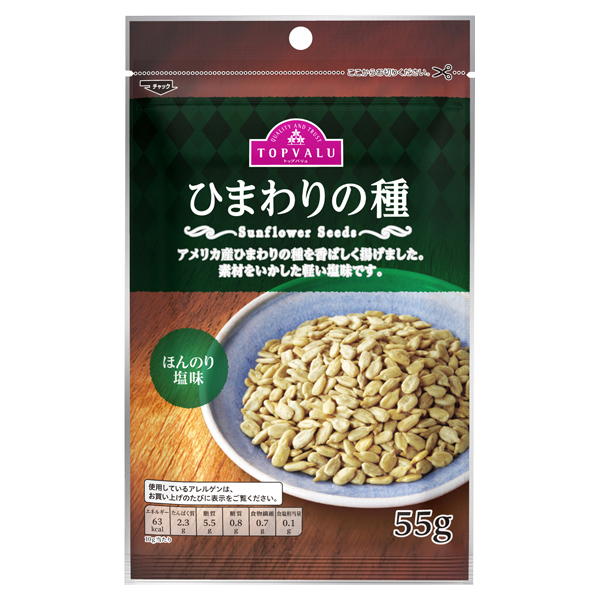 ここからお切りください。
チャック
QUALITY AND TRUST
TOPVALU
トップバリュ
ひまわりの種
Sunflower Seeds
アメリカ産ひまわりの種を香ばしく揚げました。
素材をいかした軽い塩味です。
ほんのり
塩味
使用しているアレルゲンは、
お買い上げのたびに表示をご覧ください。
エネルギー たんぱく質 脂質 糖質 食物繊維 食塩相当量
63 kcal 2.3 g 5.5 g 0.8 g 0.7 g 0.1 g
10g当たり
55g